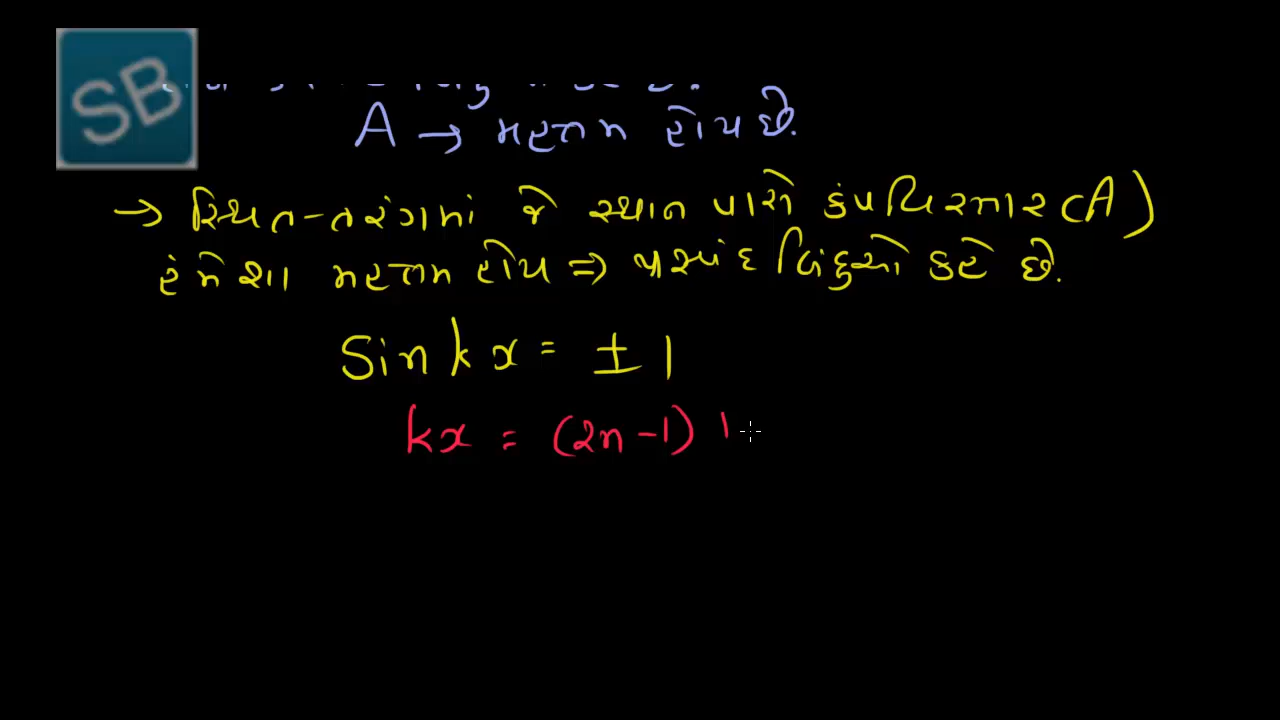 SB
A → મહત્તમ હોય છે.
→ સ્થિત-તરંગમાં જે સ્થાન પાસે કંપવિસ્તાર (A)
હંમેશા મહત્તમ હોય ⇒ પ્રસ્પંદ બિંદુઓ કહે છે.
Sin kx = ± 1
kx = (2n-1)